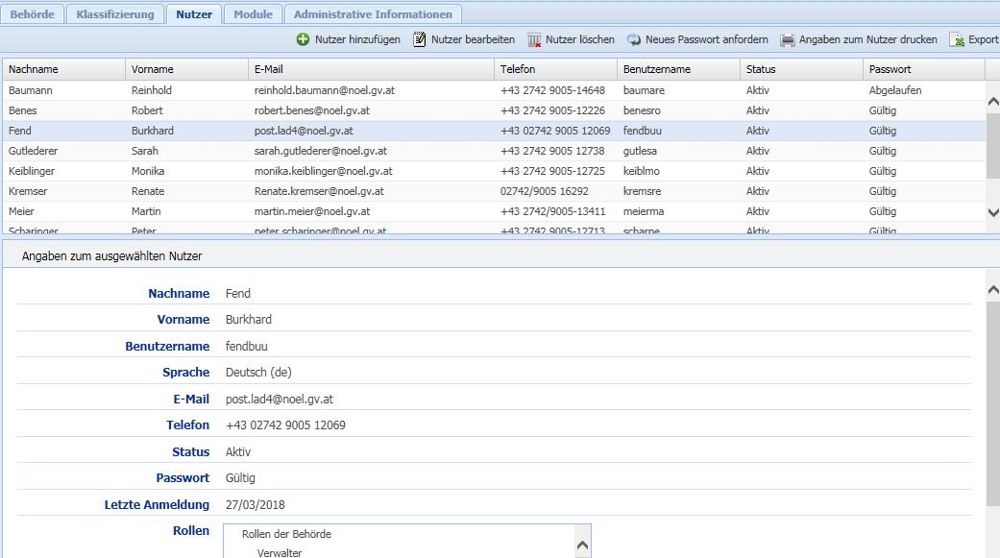 Behörde Klassifizierung Nutzer Module Administrative Informationen
Nutzer hinzufügen Nutzer bearbeiten Nutzer löschen Neues Passwort anfordern Angaben zum Nutzer drucken Export
Nachname Vorname E-Mail Telefon Benutzername Status Passwort
Baumann Reinhold reinhold.baumann@noel.gv.at +43 2742 9005-14648 baumare Aktiv Abgelaufen
Benes Robert robert.benes@noel.gv.at +43 2742 9005-12226 benesro Aktiv Gültig
Fend Burkhard post.lad4@noel.gv.at +43 02742 9005 12069 fendbuu Aktiv Gültig
Gutlederer Sarah sarah.gutlederer@noel.gv.at +43 2742 9005 12738 gutlesa Aktiv Gültig
Keiblinger Monika monika.keiblinger@noel.gv.at +43 2742 9005-12725 keiblmo Aktiv Gültig
Kremser Renate Renate.kremser@noel.gv.at 02742/9005 16292 kremsre Aktiv Gültig
Meier Martin martin.meier@noel.gv.at +43 2742/9005-13411 meierma Aktiv Gültig
Scharinger Peter peter.scharinger@noel.gv.at +43 2742 9005-12713 scharpe Aktiv Gültig
Angaben zum ausgewählten Nutzer
Nachname Fend
Vorname Burkhard
Benutzername fendbuu
Sprache Deutsch (de)
E-Mail post.lad4@noel.gv.at
Telefon +43 02742 9005 12069
Status Aktiv
Passwort Gültig
Letzte Anmeldung 27/03/2018
Rollen Rollen der Behörde
Verwalter